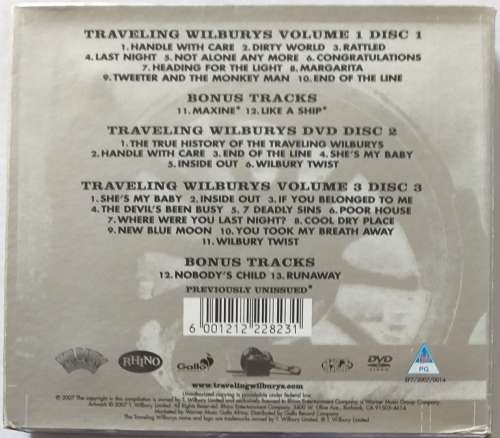 TRAVELING WILBURYS VOLUME 1 DISC 1
1. HANDLE WITH CARE 2. DIRTY WORLD 3. RATTLED
4. LAST NIGHT 5. NOT ALONE ANY MORE 6. CONGRATULATIONS
7. HEADING FOR THE LIGHT 8. MARGARITA
9. TWEETER AND THE MONKEY MAN 10. END OF THE LINE
BONUS TRACKS
11. MAXINE* 12. LIKE A SHIP*
TRAVELING WILBURYS DVD DISC 2
1. THE TRUE HISTORY OF THE TRAVELING WILBURYS
2. HANDLE WITH CARE 3. END OF THE LINE 4. SHE'S MY BABY
5. INSIDE OUT 6. WILBURY TWIST
TRAVELING WILBURYS VOLUME 3 DISC 3
1. SHE'S MY BABY 2. INSIDE OUT 3. IF YOU BELONGED TO ME
4. THE DEVIL'S BEEN BUSY 5. 7 DEADLY SINS 6. POOR HOUSE
7. WHERE WERE YOU LAST NIGHT? 8. COOL DRY PLACE
9. NEW BLUE MOON 10. YOU TOOK MY BREATH AWAY
11. WILBURY TWIST
BONUS TRACKS
12. NOBODY'S CHILD 13. RUNAWAY
PREVIOUSLY UNISSUED*
6 001212 228231
RHINO Gallo DVD VIDEO PG
www.travelingwilburys.com
Unauthorized copying is punishable under federal law.